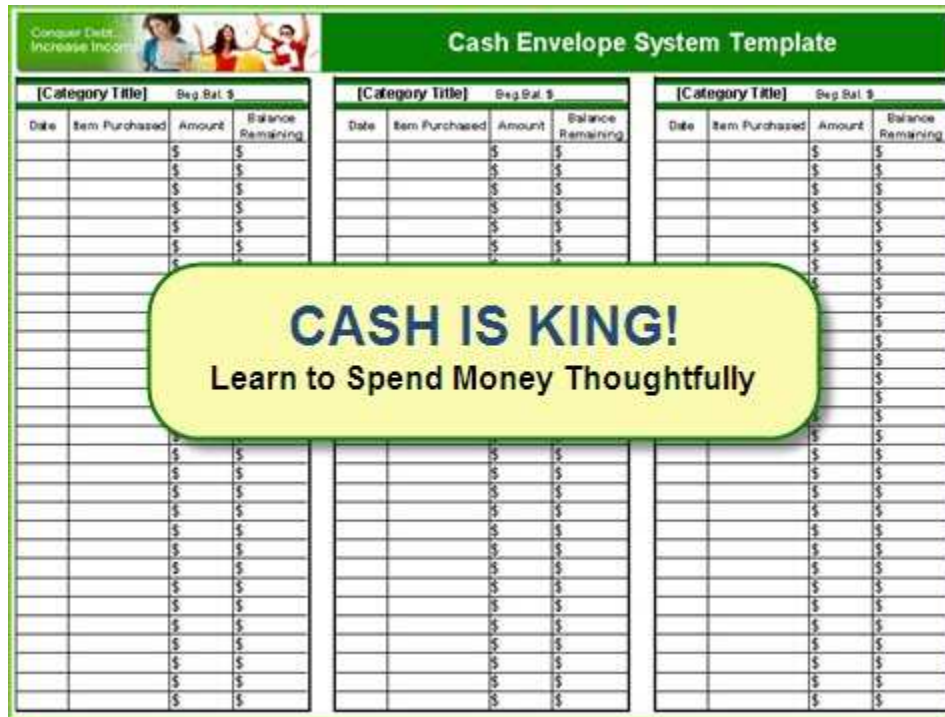 Conquer Debt...
Increase Income
Cash Envelope System Template
[Category Title] Beg.Bal. $
Date Item Purchased Amount Balance Remaining
[Category Title] Beg.Bal. $
Date Item Purchased Amount Balance Remaining
[Category Title] Beg.Bal. $
Date Item Purchased Amount Balance Remaining
$ $ $ $ $ $
$ $ $ $ $ $
$ $ $ $ $ $
$ $ $ $ $ $
$ $ $ $ $ $
$ $ $ $ $ $
$ $
$ $
$
$
$
$
$
$
$
$ $ $ $ $ $
$ $ $ $ $ $
$ $ $ $ $ $
$ $ $ $ $ $
$ $ $ $ $ $
$ $ $ $ $ $
$ $ $ $ $ $
$ $ $ $ $ $
$ $ $ $ $ $
$ $ $ $ $ $
$ $ $ $ $ $
$ $ $ $ $ $
$ $ $ $ $ $
$ $ $ $ $ $
CASH IS KING!
Learn to Spend Money Thoughtfully